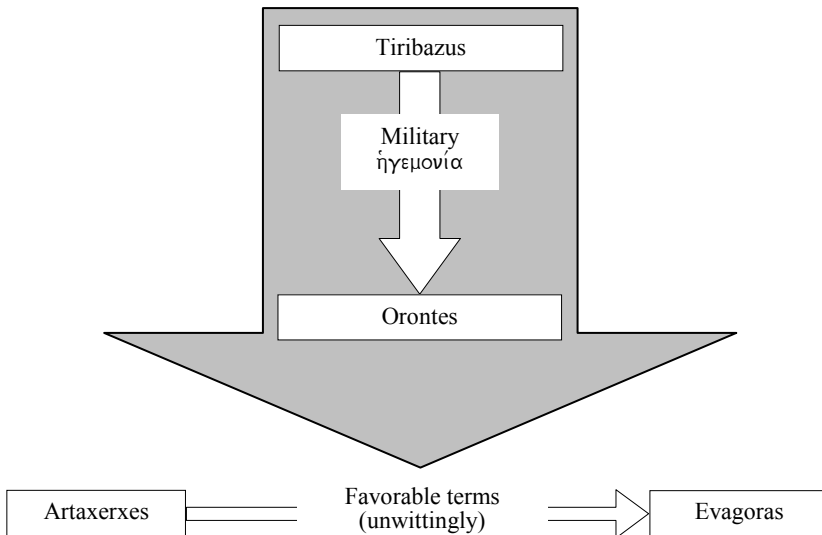 Tiribazus
Military
ἡγεμονία
Orontes
Favorable terms
(unwittingly)
Artaxerxes
Evagoras